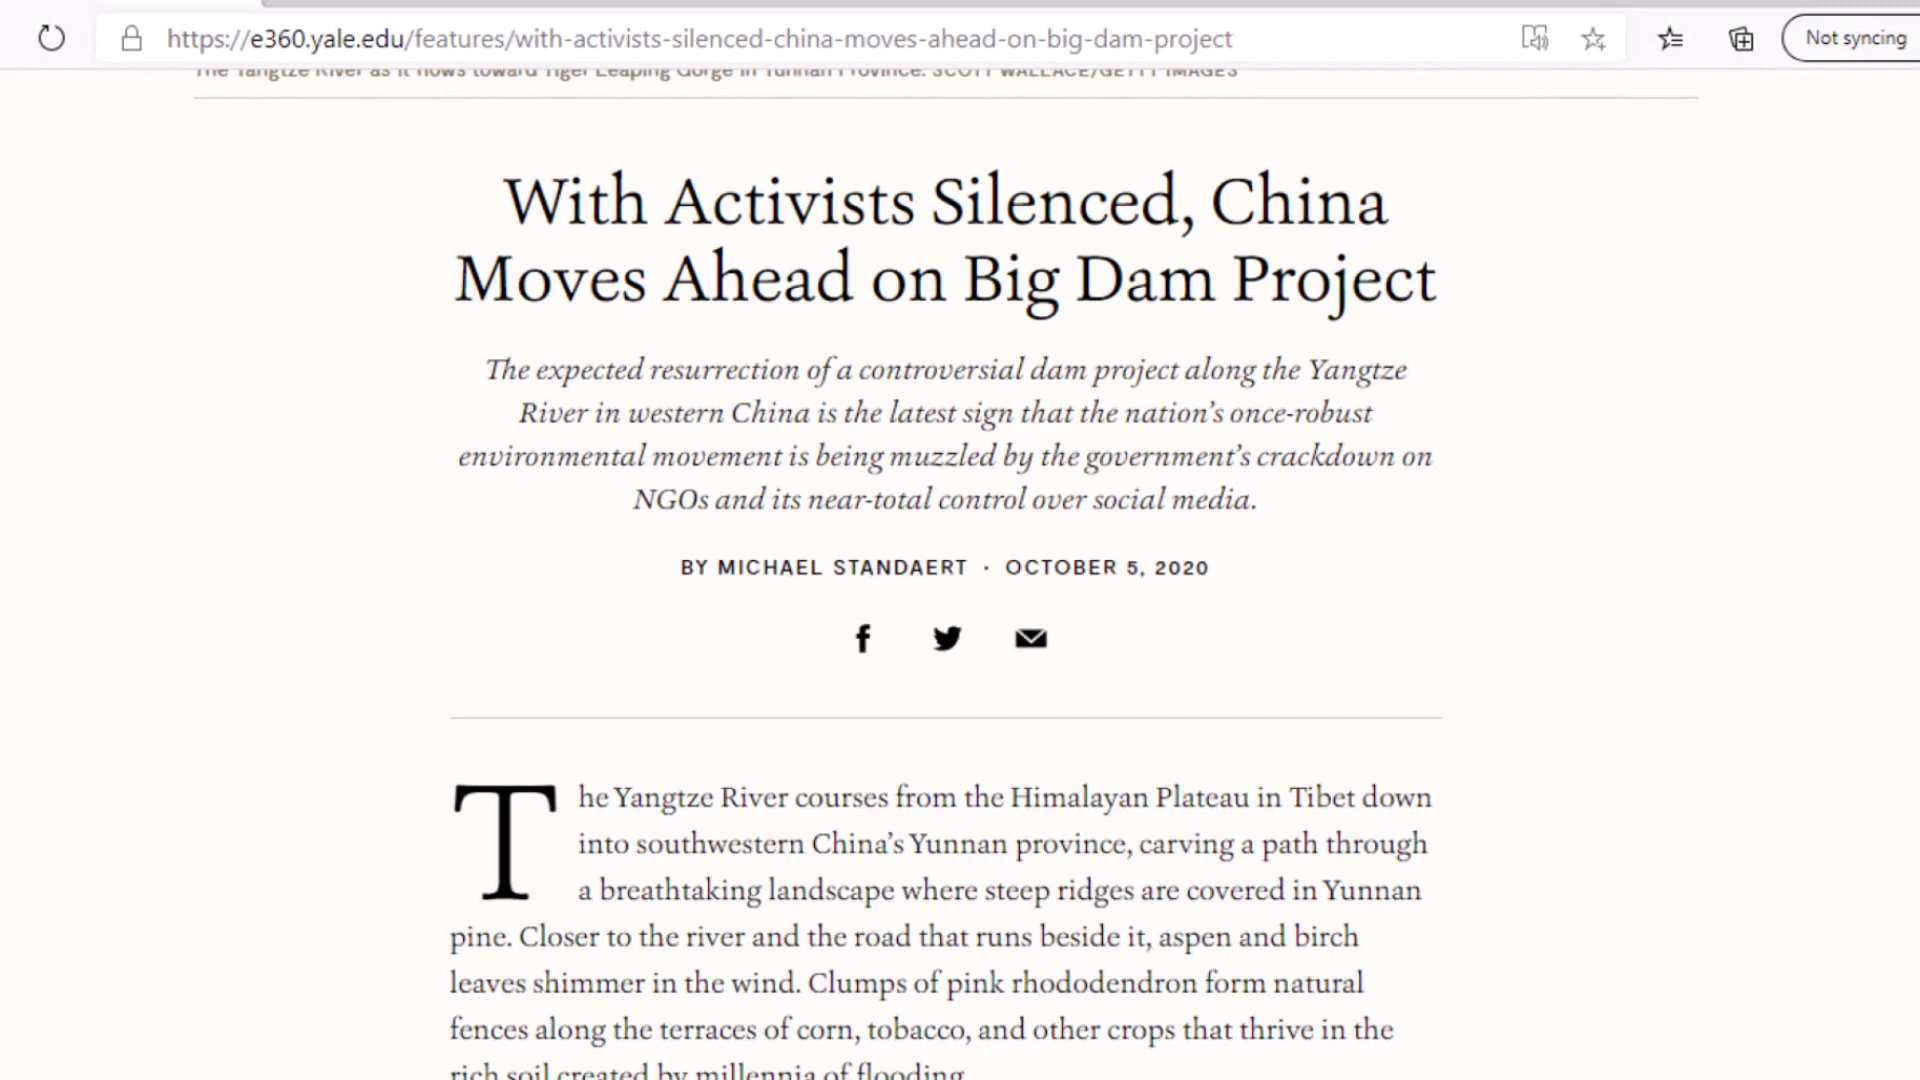 https://e360.yale.edu/features/with-activists-silenced-china-moves-ahead-on-big-dam-project
Not syncing
The Yangtze River as it flows toward Tiger Leaping Gorge in Yunnan Province. SCOTT WALLACE/GETTY IMAGES
With Activists Silenced, China
Moves Ahead on Big Dam Project
The expected resurrection of a controversial dam project along the Yangtze
River in western China is the latest sign that the nation’s once-robust
environmental movement is being muzzled by the government’s crackdown on
NGOs and its near-total control over social media.
BY MICHAEL STANDAERT · OCTOBER 5, 2020
The Yangtze River courses from the Himalayan Plateau in Tibet down
into southwestern China’s Yunnan province, carving a path through
a breathtaking landscape where steep ridges are covered in Yunnan
pine. Closer to the river and the road that runs beside it, aspen and birch
leaves shimmer in the wind. Clumps of pink rhododendron form natural
fences along the terraces of corn, tobacco, and other crops that thrive in the
rich soil created by millennia of flooding.